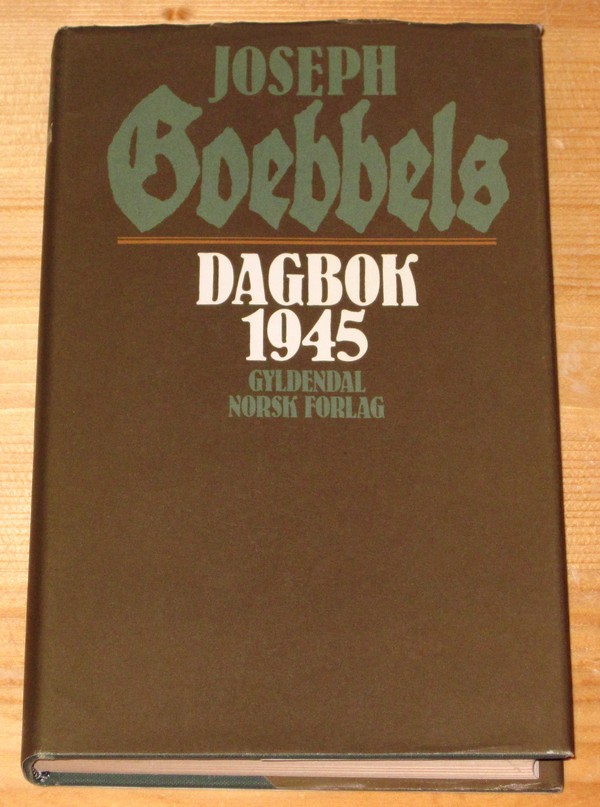 JOSEPH
Goebbels
DAGBOK
1945
GYLDENDAL
NORSK FORLAG